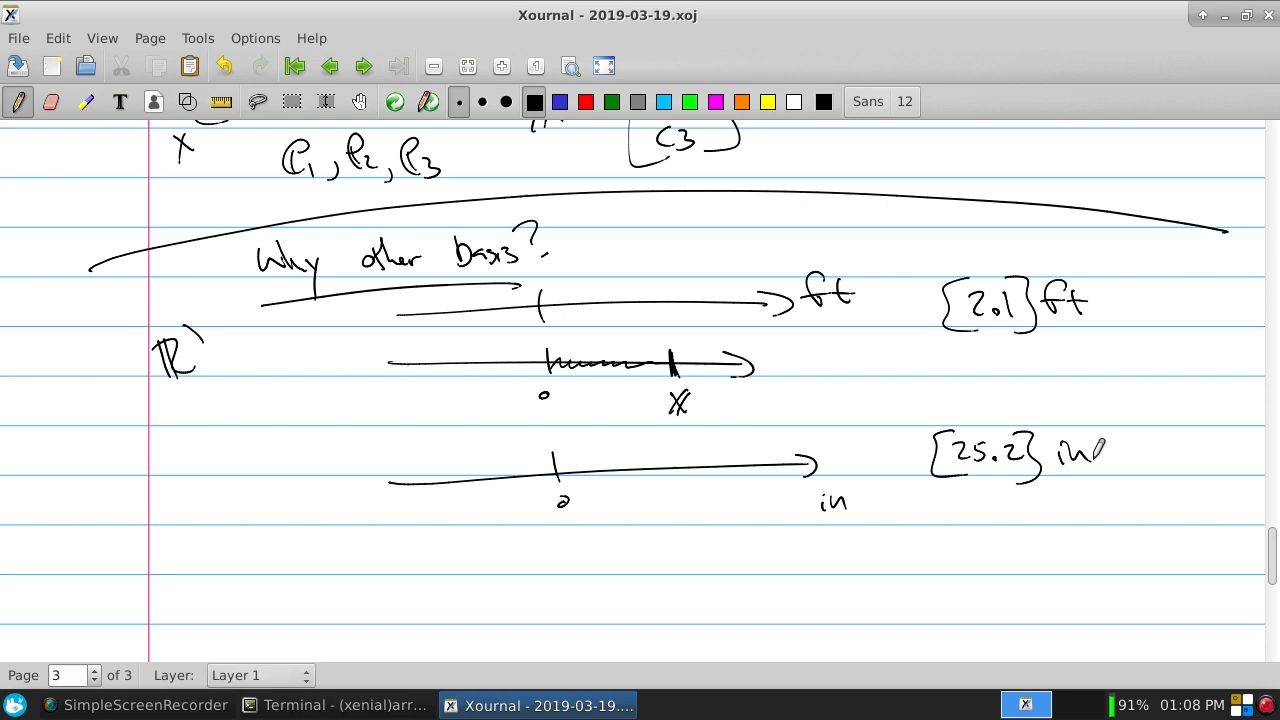 Xournal - 2019-03-19.xoj
File Edit View Page Tools Options Help
Sans 12
x
P1, P2, P3
C3
Why other basis?
ft
[2.1] ft
ℝ
0
x
[25.2] in
0
in
Page 3 of 3 Layer: Layer 1
SimpleScreenRecorder Terminal - (xenial)arr... Xournal - 2019-03-19.... 91% 01:08 PM